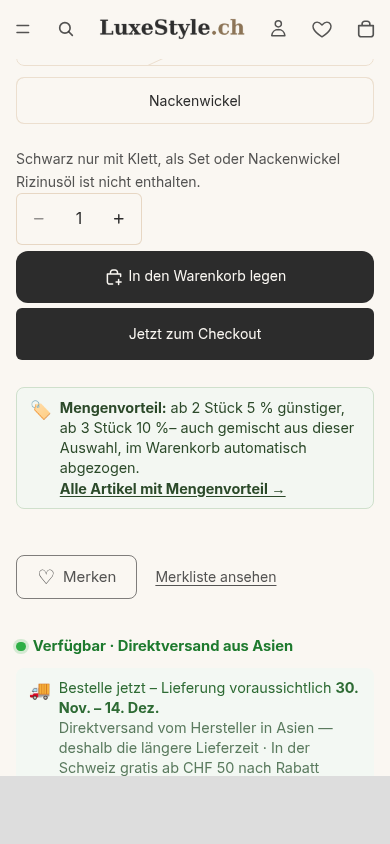 LuxeStyle.ch
Nackenwickel
Schwarz nur mit Klett, als Set oder Nackenwickel
Rizinusöl ist nicht enthalten.
− 1 +
In den Warenkorb legen
Jetzt zum Checkout
Mengenvorteil: ab 2 Stück 5 % günstiger,
ab 3 Stück 10 %– auch gemischt aus dieser
Auswahl, im Warenkorb automatisch
abgezogen.
Alle Artikel mit Mengenvorteil →
♡ Merken
Merkliste ansehen
Verfügbar · Direktversand aus Asien
Bestelle jetzt – Lieferung voraussichtlich 30.
Nov. – 14. Dez.
Direktversand vom Hersteller in Asien —
deshalb die längere Lieferzeit · In der
Schweiz gratis ab CHF 50 nach Rabatt